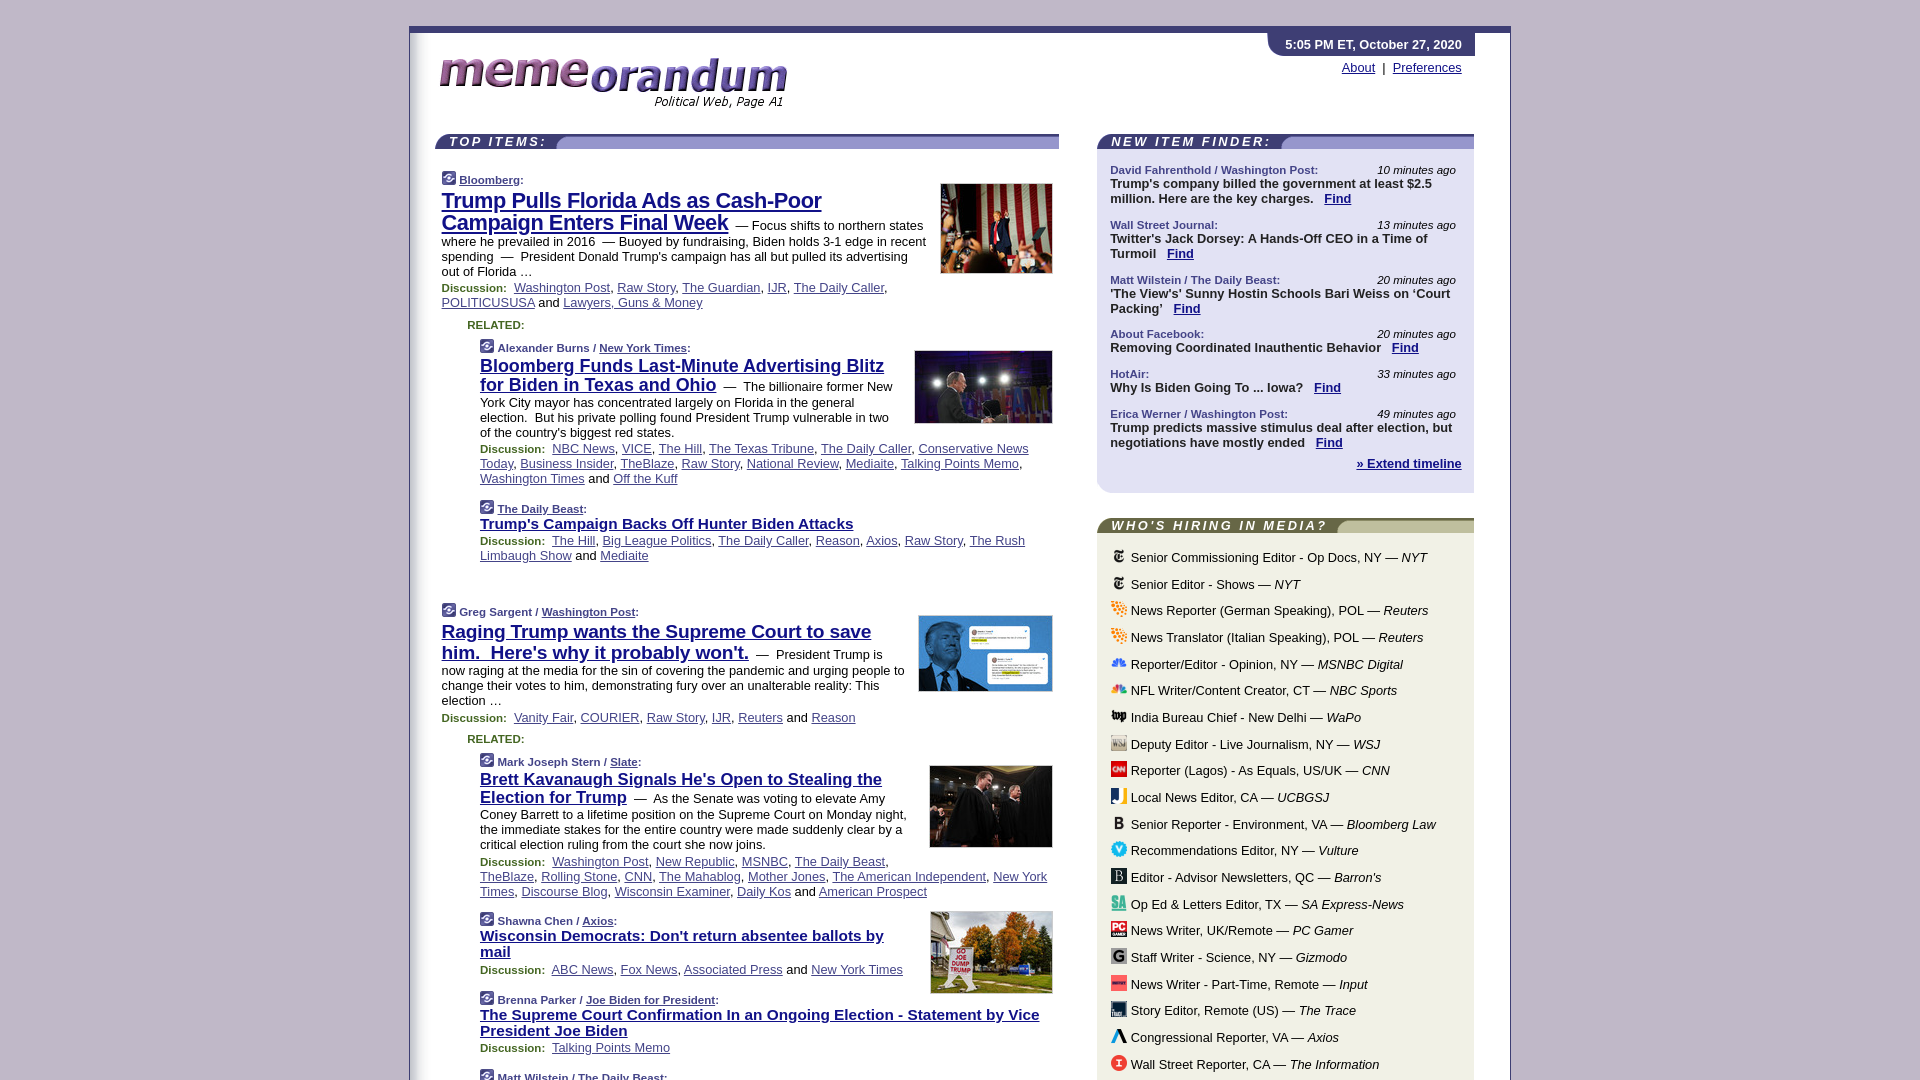 5:05 PM ET, October 27, 2020
memeorandum
About | Preferences
Political Web, Page A1
TOP ITEMS:
Bloomberg:
Trump Pulls Florida Ads as Cash-Poor
Campaign Enters Final Week — Focus shifts to northern states
where he prevailed in 2016 — Buoyed by fundraising, Biden holds 3-1 edge in recent
spending — President Donald Trump's campaign has all but pulled its advertising
out of Florida …
Discussion: Washington Post, Raw Story, The Guardian, IJR, The Daily Caller,
POLITICUSUSA and Lawyers, Guns & Money
RELATED:
Alexander Burns / New York Times:
Bloomberg Funds Last-Minute Advertising Blitz
for Biden in Texas and Ohio — The billionaire former New
York City mayor has concentrated largely on Florida in the general
election. But his private polling found President Trump vulnerable in two
of the country's biggest red states.
Discussion: NBC News, VICE, The Hill, The Texas Tribune, The Daily Caller, Conservative News
Today, Business Insider, TheBlaze, Raw Story, National Review, Mediaite, Talking Points Memo,
Washington Times and Off the Kuff
The Daily Beast:
Trump's Campaign Backs Off Hunter Biden Attacks
Discussion: The Hill, Big League Politics, The Daily Caller, Reason, Axios, Raw Story, The Rush
Limbaugh Show and Mediaite
Greg Sargent / Washington Post:
Raging Trump wants the Supreme Court to save
him. Here's why it probably won't. — President Trump is
now raging at the media for the sin of covering the pandemic and urging people to
change their votes to him, demonstrating fury over an unalterable reality: This
election …
Discussion: Vanity Fair, COURIER, Raw Story, IJR, Reuters and Reason
RELATED:
Mark Joseph Stern / Slate:
Brett Kavanaugh Signals He's Open to Stealing the
Election for Trump — As the Senate was voting to elevate Amy
Coney Barrett to a lifetime position on the Supreme Court on Monday night,
the immediate stakes for the entire country were made suddenly clear by a
critical election ruling from the court she now joins.
Discussion: Washington Post, New Republic, MSNBC, The Daily Beast,
TheBlaze, Rolling Stone, CNN, The Mahablog, Mother Jones, The American Independent, New York
Times, Discourse Blog, Wisconsin Examiner, Daily Kos and American Prospect
Shawna Chen / Axios:
Wisconsin Democrats: Don't return absentee ballots by
mail
Discussion: ABC News, Fox News, Associated Press and New York Times
GO
JOE
DUMP
TRUMP
Brenna Parker / Joe Biden for President:
The Supreme Court Confirmation In an Ongoing Election - Statement by Vice
President Joe Biden
Discussion: Talking Points Memo
Matt Wilstein / The Daily Beast:
NEW ITEM FINDER:
David Fahrenthold / Washington Post: 10 minutes ago
Trump's company billed the government at least $2.5
million. Here are the key charges. Find
Wall Street Journal: 13 minutes ago
Twitter's Jack Dorsey: A Hands-Off CEO in a Time of
Turmoil Find
Matt Wilstein / The Daily Beast: 20 minutes ago
'The View's' Sunny Hostin Schools Bari Weiss on ‘Court
Packing’ Find
About Facebook: 20 minutes ago
Removing Coordinated Inauthentic Behavior Find
HotAir: 33 minutes ago
Why Is Biden Going To ... Iowa? Find
Erica Werner / Washington Post: 49 minutes ago
Trump predicts massive stimulus deal after election, but
negotiations have mostly ended Find
» Extend timeline
WHO'S HIRING IN MEDIA?
Senior Commissioning Editor - Op Docs, NY — NYT
Senior Editor - Shows — NYT
News Reporter (German Speaking), POL — Reuters
News Translator (Italian Speaking), POL — Reuters
Reporter/Editor - Opinion, NY — MSNBC Digital
NFL Writer/Content Creator, CT — NBC Sports
wp India Bureau Chief - New Delhi — WaPo
WSJ Deputy Editor - Live Journalism, NY — WSJ
CNN Reporter (Lagos) - As Equals, US/UK — CNN
Local News Editor, CA — UCBGSJ
B Senior Reporter - Environment, VA — Bloomberg Law
Recommendations Editor, NY — Vulture
B Editor - Advisor Newsletters, QC — Barron's
SA Op Ed & Letters Editor, TX — SA Express-News
PC GAMER News Writer, UK/Remote — PC Gamer
G Staff Writer - Science, NY — Gizmodo
News Writer - Part-Time, Remote — Input
Story Editor, Remote (US) — The Trace
Congressional Reporter, VA — Axios
Wall Street Reporter, CA — The Information